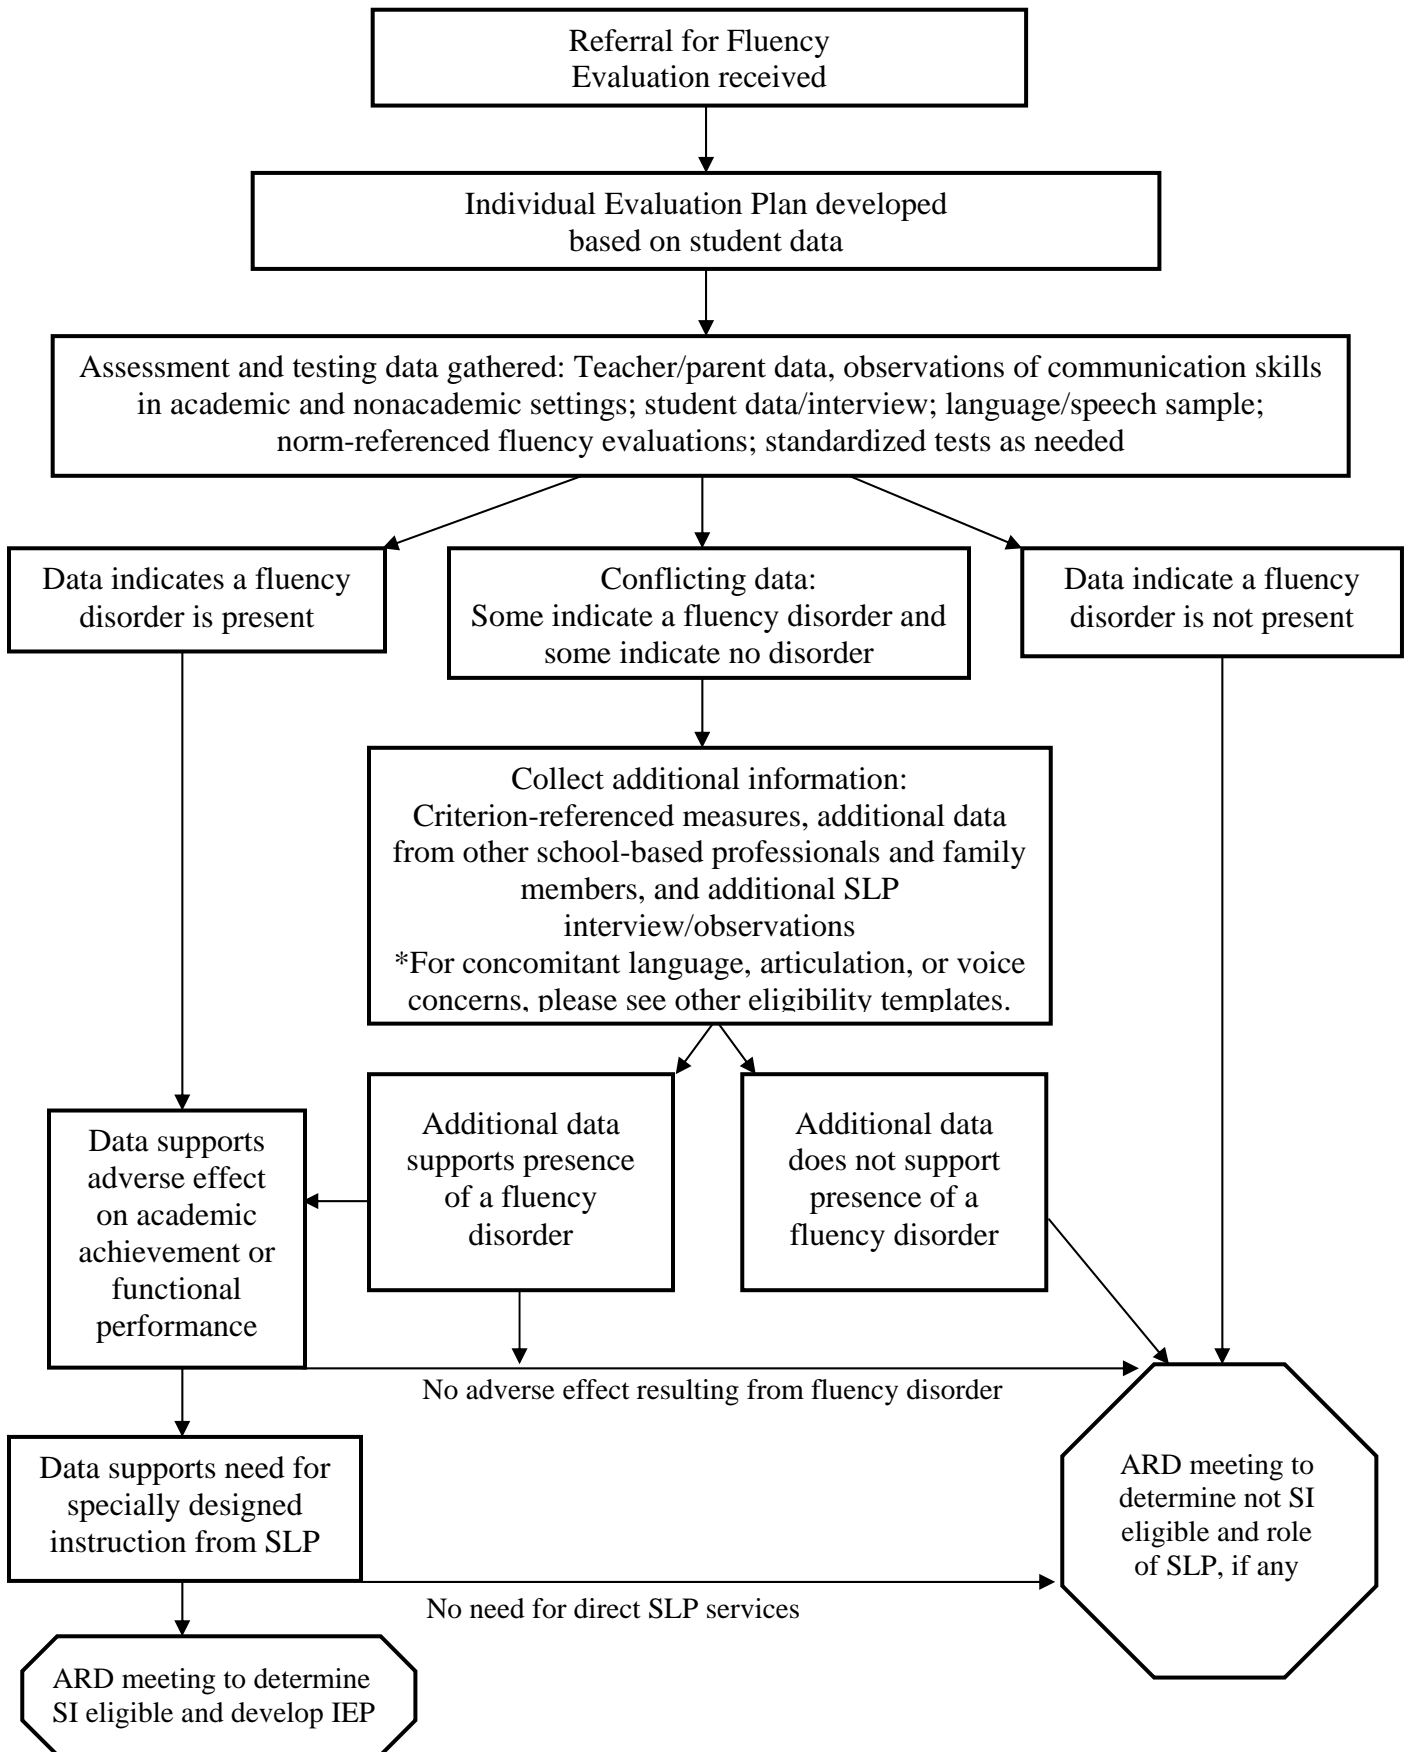 Referral for Fluency
Evaluation received
Individual Evaluation Plan developed
based on student data
Assessment and testing data gathered: Teacher/parent data, observations of communication skills
in academic and nonacademic settings; student data/interview; language/speech sample;
norm-referenced fluency evaluations; standardized tests as needed
Data indicates a fluency
disorder is present
Conflicting data:
Some indicate a fluency disorder and
some indicate no disorder
Data indicate a fluency
disorder is not present
Collect additional information:
Criterion-referenced measures, additional data
from other school-based professionals and family
members, and additional SLP
interview/observations
*For concomitant language, articulation, or voice
concerns, please see other eligibility templates.
Data supports
adverse effect
on academic
achievement or
functional
performance
Additional data
supports presence
of a fluency
disorder
Additional data
does not support
presence of a
fluency disorder
No adverse effect resulting from fluency disorder
Data supports need for
specially designed
instruction from SLP
ARD meeting to
determine not SI
eligible and role
of SLP, if any
No need for direct SLP services
ARD meeting to determine
SI eligible and develop IEP